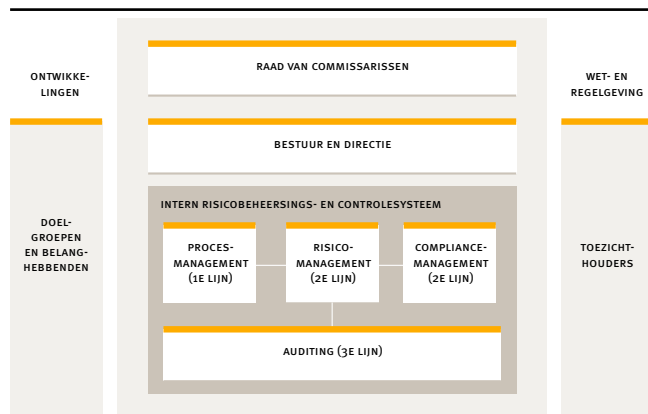 ONTWIKKE-
LINGEN
DOEL-
GROEPEN
EN BELANG-
HEBBENDEN
RAAD VAN COMMISSARISSEN
BESTUUR EN DIRECTIE
INTERN RISICOBEHEERSINGS- EN CONTROLESYSTEEM
PROCES-
MANAGEMENT
(1E LIJN)
RISICO-
MANAGEMENT
(2E LIJN)
COMPLIANCE-
MANAGEMENT
(2E LIJN)
AUDITING (3E LIJN)
WET- EN
REGELGEVING
TOEZICHT-
HOUDERS